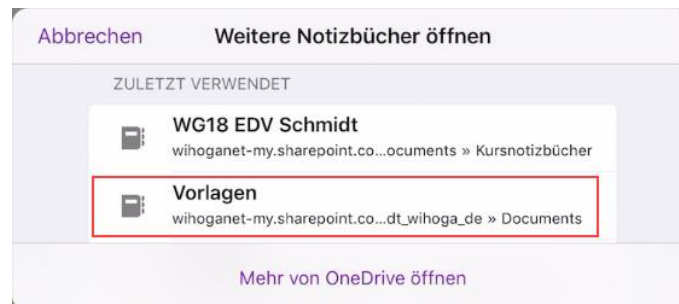 Abbrechen Weitere Notizbücher öffnen
ZULETZT VERWENDET
WG18 EDV Schmidt
wihoganet-my.sharepoint.co...ocuments » Kursnotizbücher
Vorlagen
wihoganet-my.sharepoint.co...dt_wihoga_de » Documents
Mehr von OneDrive öffnen